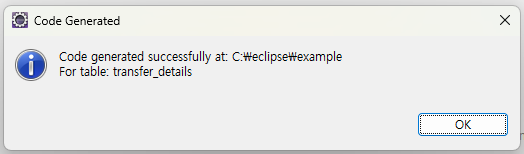 Code Generated
Code generated successfully at: C:₩eclipse₩example
For table: transfer_details
OK